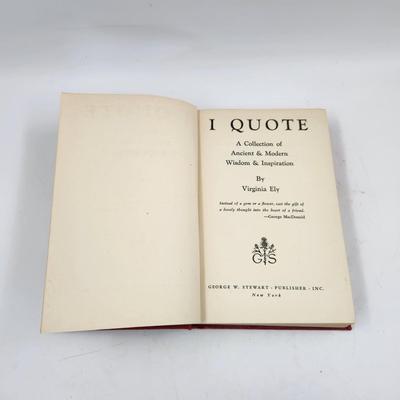 I QUOTE
A Collection of
Ancient & Modern
Wisdom & Inspiration
By
Virginia Ely
Instead of a gem or a flower, cast the gift of
a lovely thought into the heart of a friend.
—George MacDonald
G S
GEORGE W. STEWART · PUBLISHER · INC.
New York